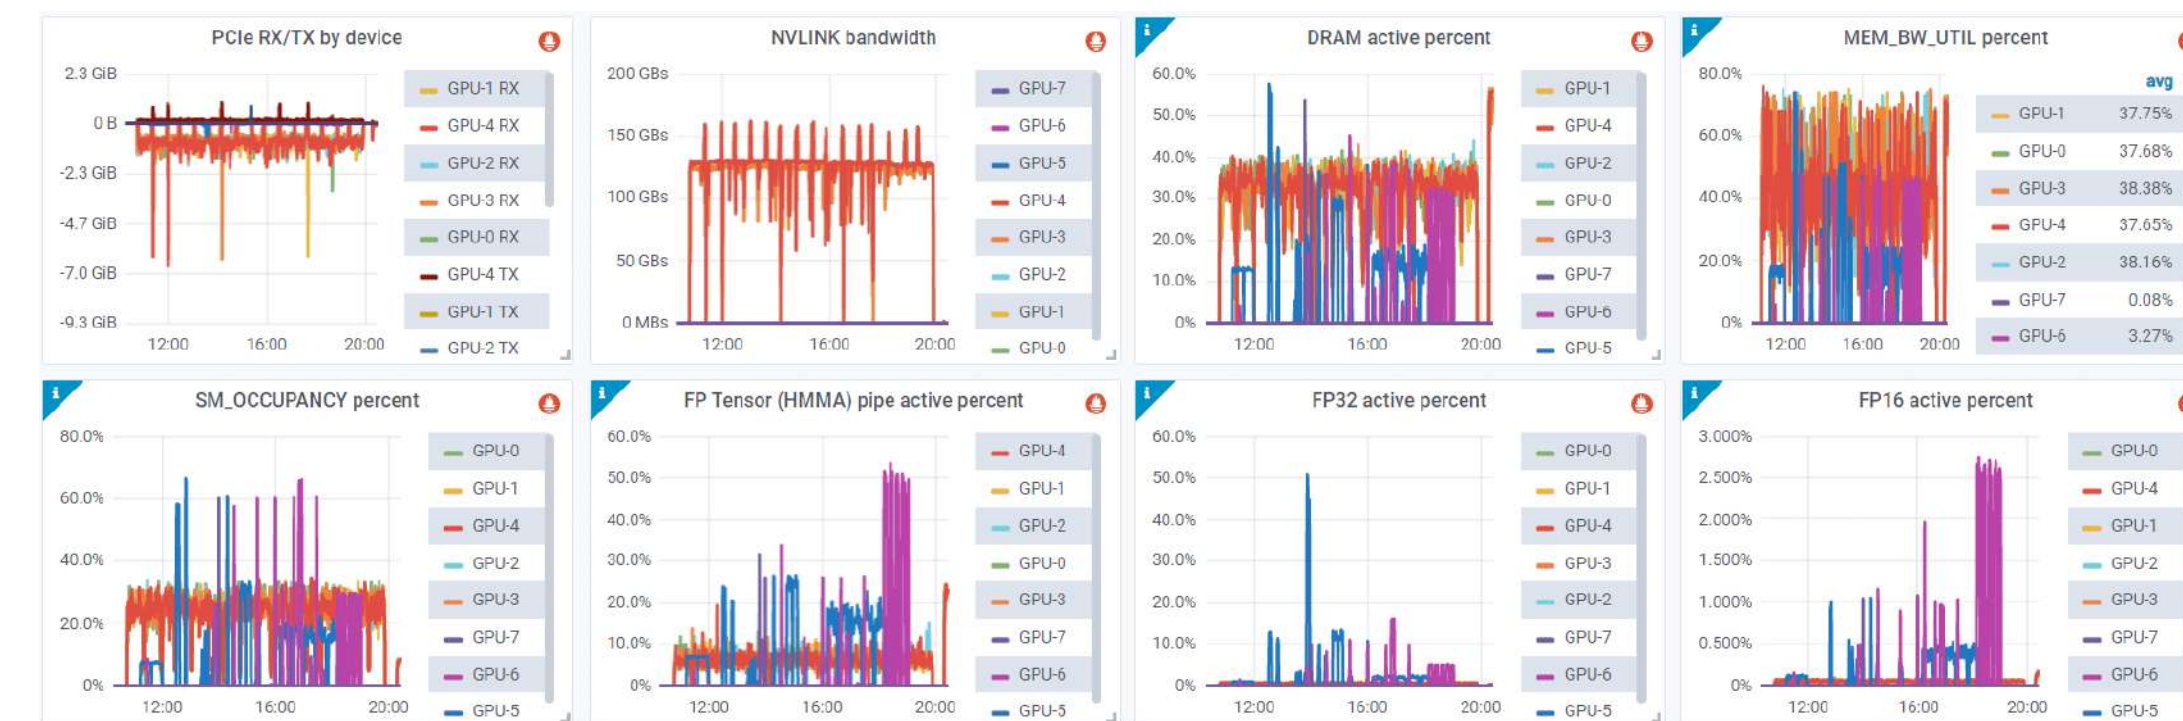 PCIe RX/TX by device
2.3 GiB
0 B
-2.3 GiB
-4.7 GiB
-7.0 GiB
-9.3 GiB
12:00 16:00 20:00
GPU-1 RX
GPU-4 RX
GPU-2 RX
GPU-3 RX
GPU-0 RX
GPU-4 TX
GPU-1 TX
GPU-2 TX
NVLINK bandwidth
200 GBs
150 GBs
100 GBs
50 GBs
0 MBs
12:00 16:00 20:00
GPU-7
GPU-6
GPU-5
GPU-4
GPU-3
GPU-2
GPU-1
GPU-0
i
DRAM active percent
60.0%
50.0%
40.0%
30.0%
20.0%
10.0%
0%
12:00 16:00 20:00
GPU-1
GPU-4
GPU-2
GPU-0
GPU-3
GPU-7
GPU-6
GPU-5
i
MEM_BW_UTIL percent
80.0%
60.0%
40.0%
20.0%
0%
12:00 16:00 20:00
avg
GPU-1 37.75%
GPU-0 37.68%
GPU-3 38.38%
GPU-4 37.65%
GPU-2 38.16%
GPU-7 0.08%
GPU-6 3.27%
i
SM_OCCUPANCY percent
80.0%
60.0%
40.0%
20.0%
0%
12:00 16:00 20:00
GPU-0
GPU-1
GPU-4
GPU-2
GPU-3
GPU-7
GPU-6
GPU-5
i
FP Tensor (HMMA) pipe active percent
60.0%
50.0%
40.0%
30.0%
20.0%
10.0%
0%
12:00 16:00 20:00
GPU-4
GPU-1
GPU-2
GPU-0
GPU-3
GPU-7
GPU-6
GPU-5
i
FP32 active percent
60.0%
50.0%
40.0%
30.0%
20.0%
10.0%
0%
12:00 16:00 20:00
GPU-0
GPU-1
GPU-4
GPU-3
GPU-2
GPU-7
GPU-6
GPU-5
i
FP16 active percent
3.000%
2.500%
2.000%
1.500%
1.000%
0.500%
0%
12:00 16:00 20:00
GPU-0
GPU-4
GPU-1
GPU-2
GPU-3
GPU-7
GPU-6
GPU-5